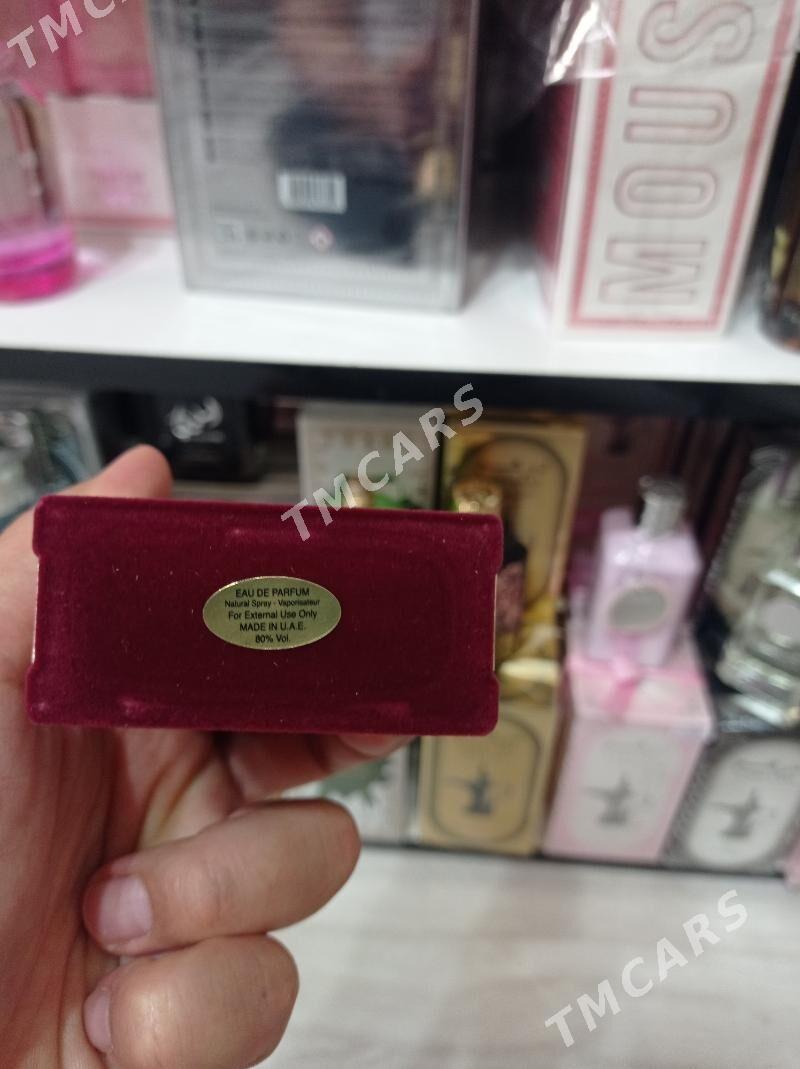 TMCARS
MOUS
TMCARS
EAU DE PARFUM
Natural Spray - Vaporisateur
For External Use Only
MADE IN U.A.E.
80% Vol.
TMCARS